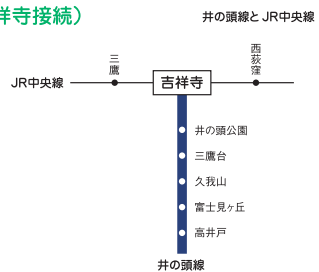 祥寺接続）
井の頭線とJR中央線
JR中央線
三鷹
吉祥寺
西荻窪
井の頭公園
三鷹台
久我山
富士見ヶ丘
高井戸
井の頭線